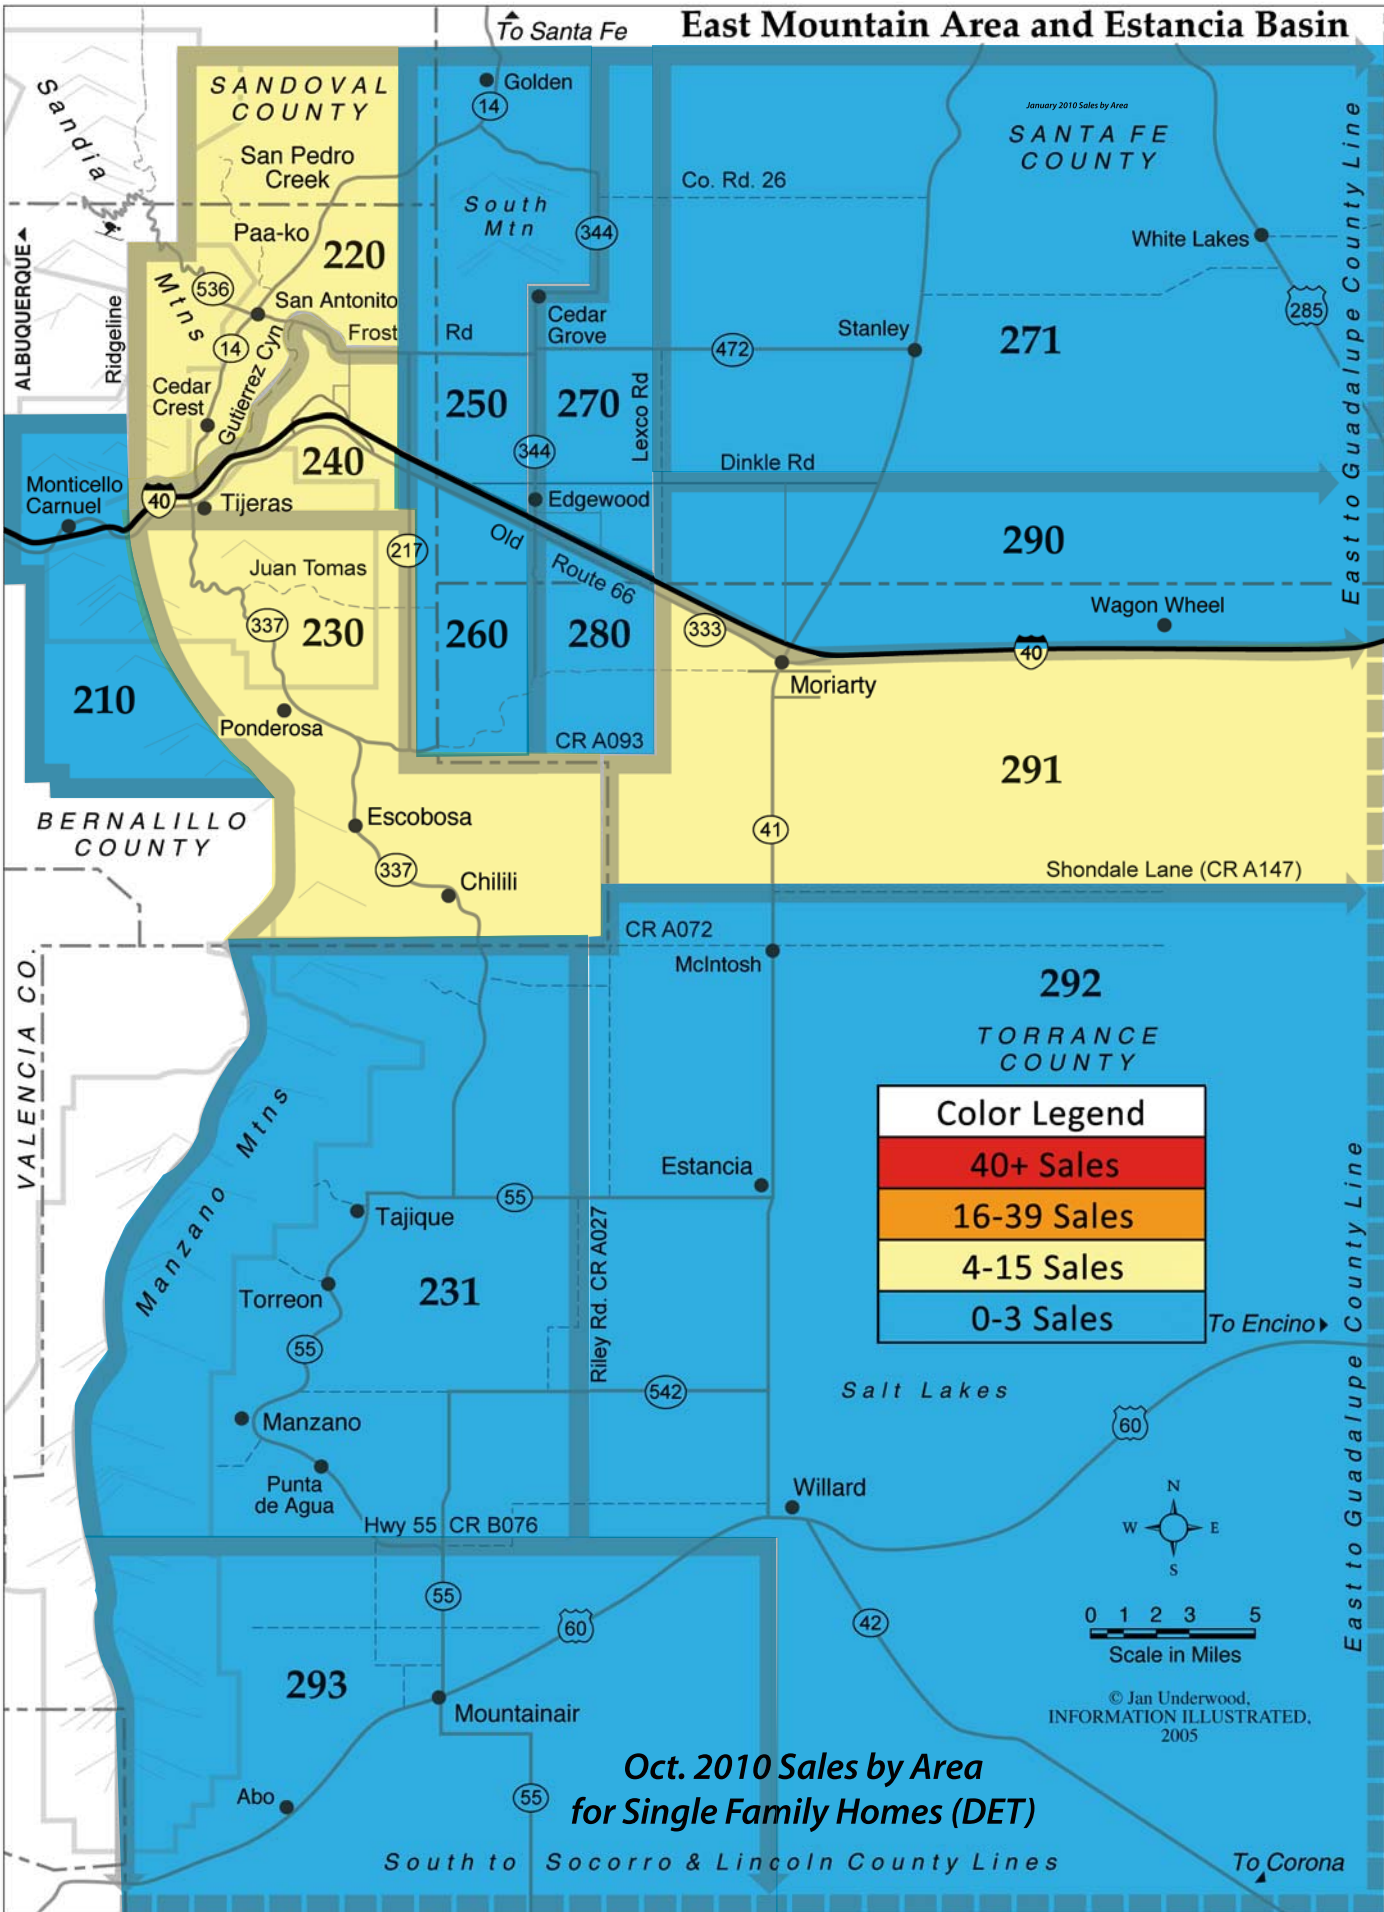 To Santa Fe
East Mountain Area and Estancia Basin
Sandia
Mtns
SANDOVAL
COUNTY
Golden
14
January 2010 Sales by Area
SANTA FE
COUNTY
San Pedro
Creek
Co. Rd. 26
South
Mtn
Paa-ko
220
344
White Lakes
ALBUQUERQUE
Ridgeline
536
San Antonito
285
East to Guadalupe County Line
Cedar
Grove
14
Frost
Rd
472
Stanley
271
Gutierrez Cyn
Cedar
Crest
250
270
Lexco Rd
344
240
Dinkle Rd
Monticello
Carnuel
40
Tijeras
Edgewood
Old
Route 66
217
290
Juan Tomas
337
230
260
280
333
Wagon Wheel
40
210
Moriarty
Ponderosa
CR A093
291
BERNALILLO
COUNTY
Escobosa
41
337
Chilili
Shondale Lane (CR A147)
CR A072
VALENCIA CO.
McIntosh
292
TORRANCE
COUNTY
Manzano Mtns
Color Legend
40+ Sales
16-39 Sales
4-15 Sales
0-3 Sales
Estancia
55
Tajique
Riley Rd. CR A027
231
Torreon
To Encino
East to Guadalupe County Line
55
542
Salt Lakes
Manzano
60
Punta
de Agua
Willard
N
W
E
S
Hwy 55
CR B076
55
60
42
0 1 2 3 5
Scale in Miles
293
Mountainair
© Jan Underwood,
INFORMATION ILLUSTRATED,
2005
Oct. 2010 Sales by Area
for Single Family Homes (DET)
Abo
55
South to Socorro & Lincoln County Lines
To Corona